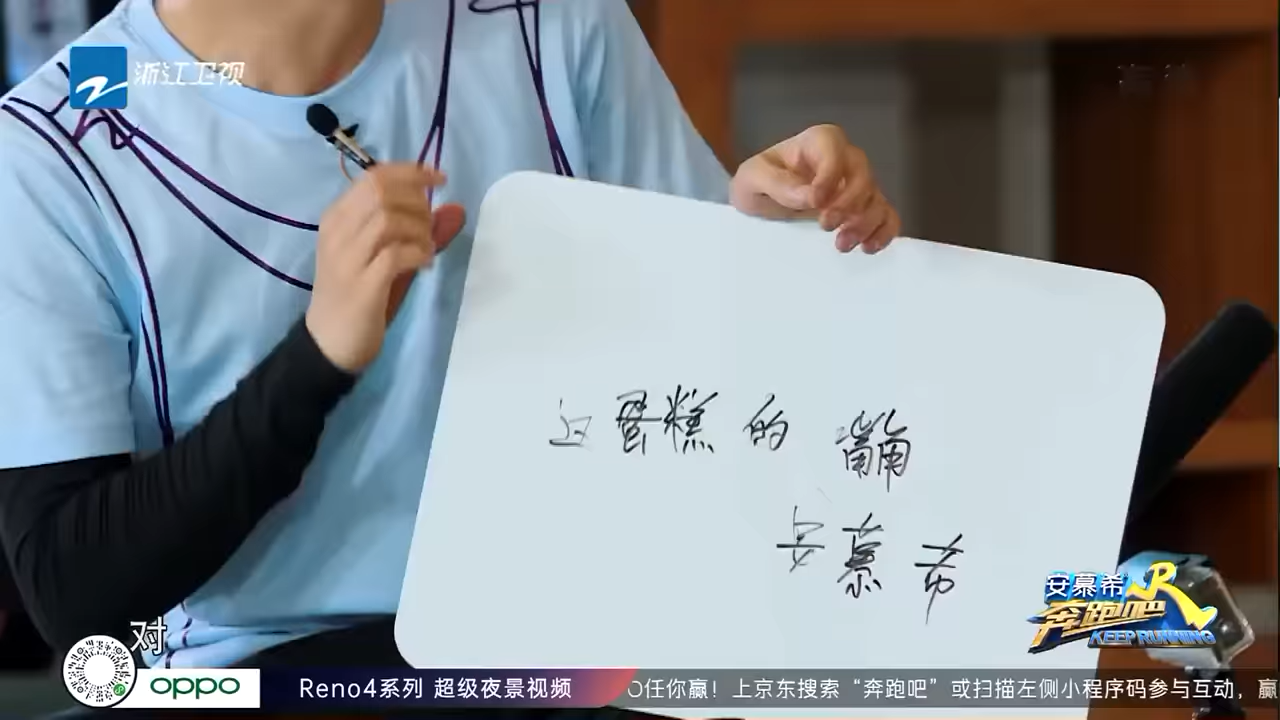 浙江卫视
白蛋糕的
安慕希
安慕希
奔跑吧
KEEP RUNNING
对
oppo
Reno4系列 超级夜景视频
O任你赢！上京东搜索“奔跑吧”或扫描左侧小程序码参与互动，赢